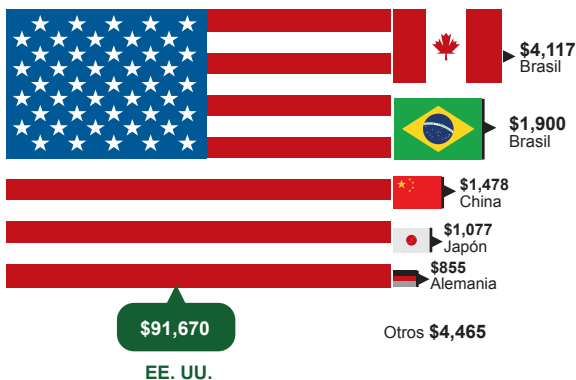 $4,117
Brasil
$1,900
Brasil
$1,478
China
$1,077
Japón
$855
Alemania
$91,670
EE. UU.
Otros $4,465